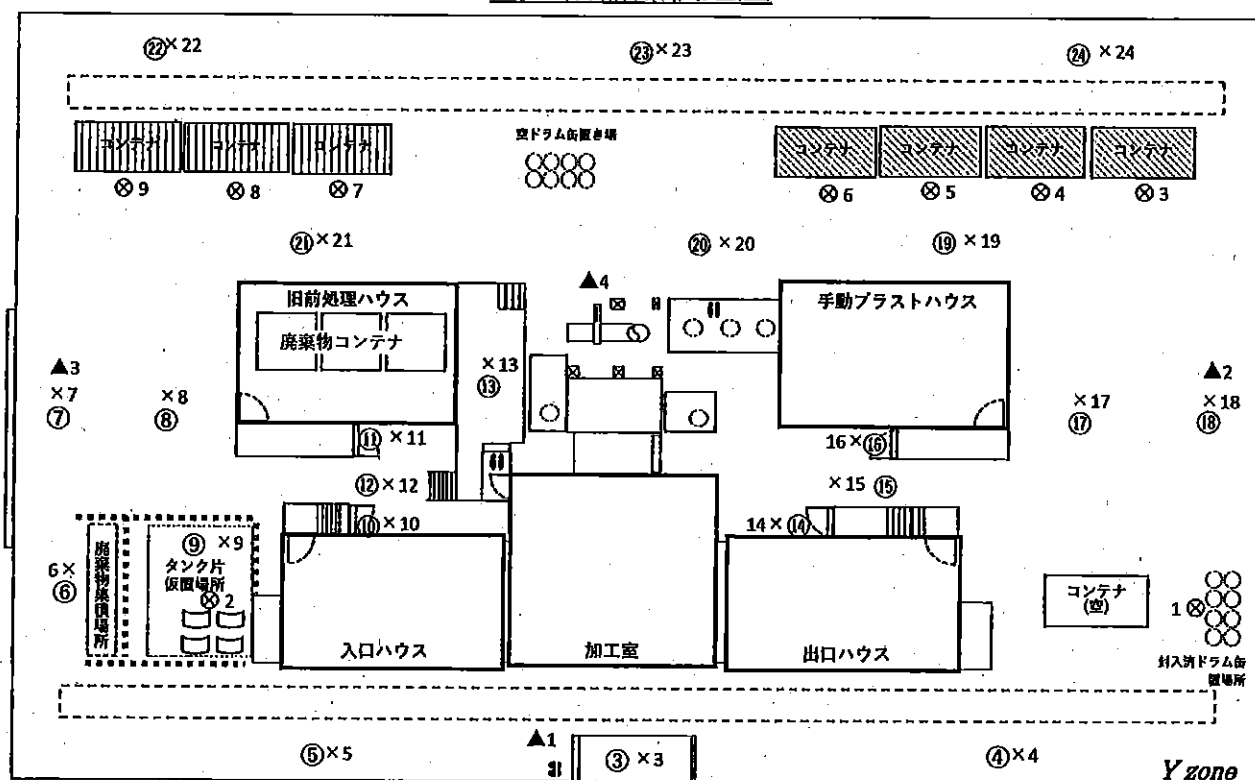 ㉒×22
㉓×23
㉔×24
コンテナ
コンテナ
コンテナ
空ドラム缶置き場
コンテナ
コンテナ
コンテナ
コンテナ
⊗9
⊗8
⊗7
⊗6
⊗5
⊗4
⊗3
㉑×21
⑳×20
⑲×19
旧前処理ハウス
廃棄物コンテナ
▲4
手動ブラストハウス
▲3
×7
⑦
×8
⑧
×13
⑬
▲2
×17
⑰
×18
⑱
⑪×11
16×⑯
⑫×12
×15⑮
⑩×10
14×⑭
⑨×9
タンク片
仮置場所
⊗2
6×
⑥
廃棄物集積場所
コンテナ
(空)
1⊗
入口ハウス
加工室
出口ハウス
封入済ドラム缶
置場所
▲1
⑤×5
③×3
④×4
Y zone